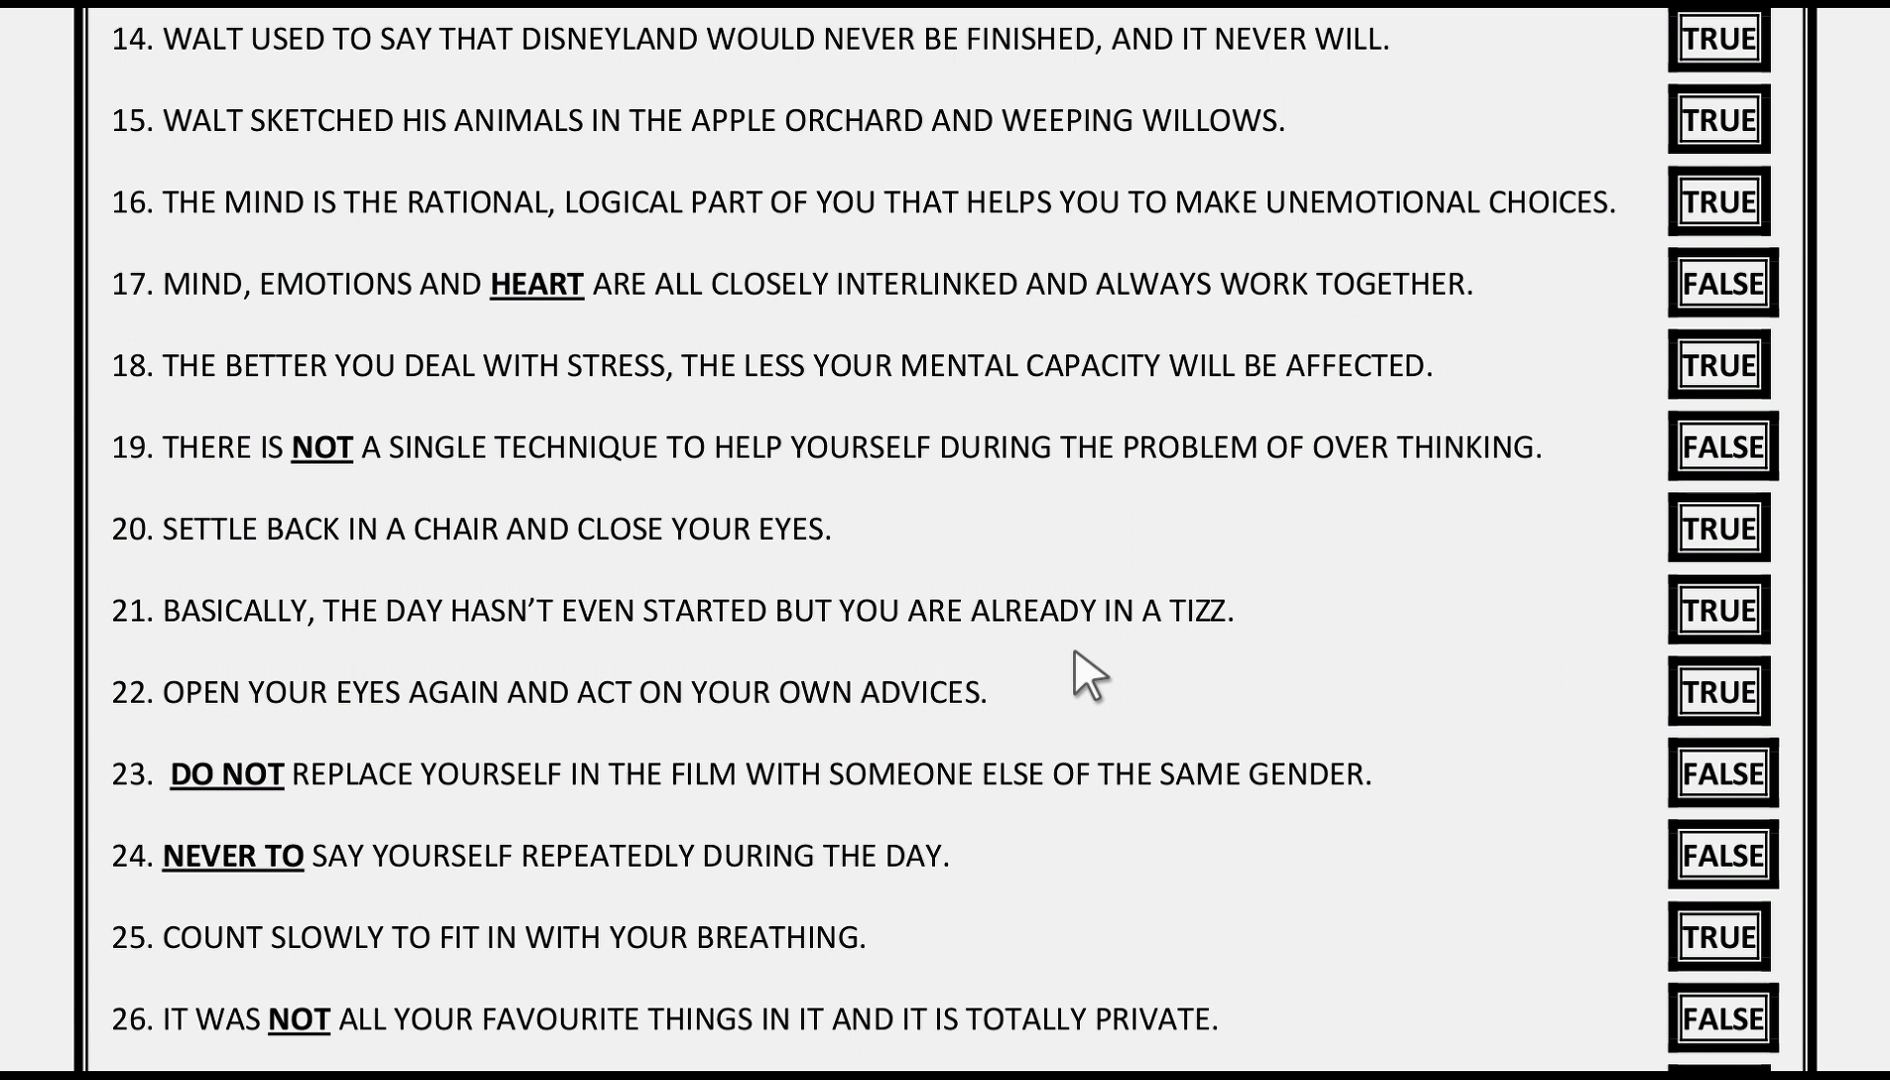 14. WALT USED TO SAY THAT DISNEYLAND WOULD NEVER BE FINISHED, AND IT NEVER WILL. TRUE
15. WALT SKETCHED HIS ANIMALS IN THE APPLE ORCHARD AND WEEPING WILLOWS. TRUE
16. THE MIND IS THE RATIONAL, LOGICAL PART OF YOU THAT HELPS YOU TO MAKE UNEMOTIONAL CHOICES. TRUE
17. MIND, EMOTIONS AND HEART ARE ALL CLOSELY INTERLINKED AND ALWAYS WORK TOGETHER. FALSE
18. THE BETTER YOU DEAL WITH STRESS, THE LESS YOUR MENTAL CAPACITY WILL BE AFFECTED. TRUE
19. THERE IS NOT A SINGLE TECHNIQUE TO HELP YOURSELF DURING THE PROBLEM OF OVER THINKING. FALSE
20. SETTLE BACK IN A CHAIR AND CLOSE YOUR EYES. TRUE
21. BASICALLY, THE DAY HASN’T EVEN STARTED BUT YOU ARE ALREADY IN A TIZZ. TRUE
22. OPEN YOUR EYES AGAIN AND ACT ON YOUR OWN ADVICES. TRUE
23. DO NOT REPLACE YOURSELF IN THE FILM WITH SOMEONE ELSE OF THE SAME GENDER. FALSE
24. NEVER TO SAY YOURSELF REPEATEDLY DURING THE DAY. FALSE
25. COUNT SLOWLY TO FIT IN WITH YOUR BREATHING. TRUE
26. IT WAS NOT ALL YOUR FAVOURITE THINGS IN IT AND IT IS TOTALLY PRIVATE. FALSE